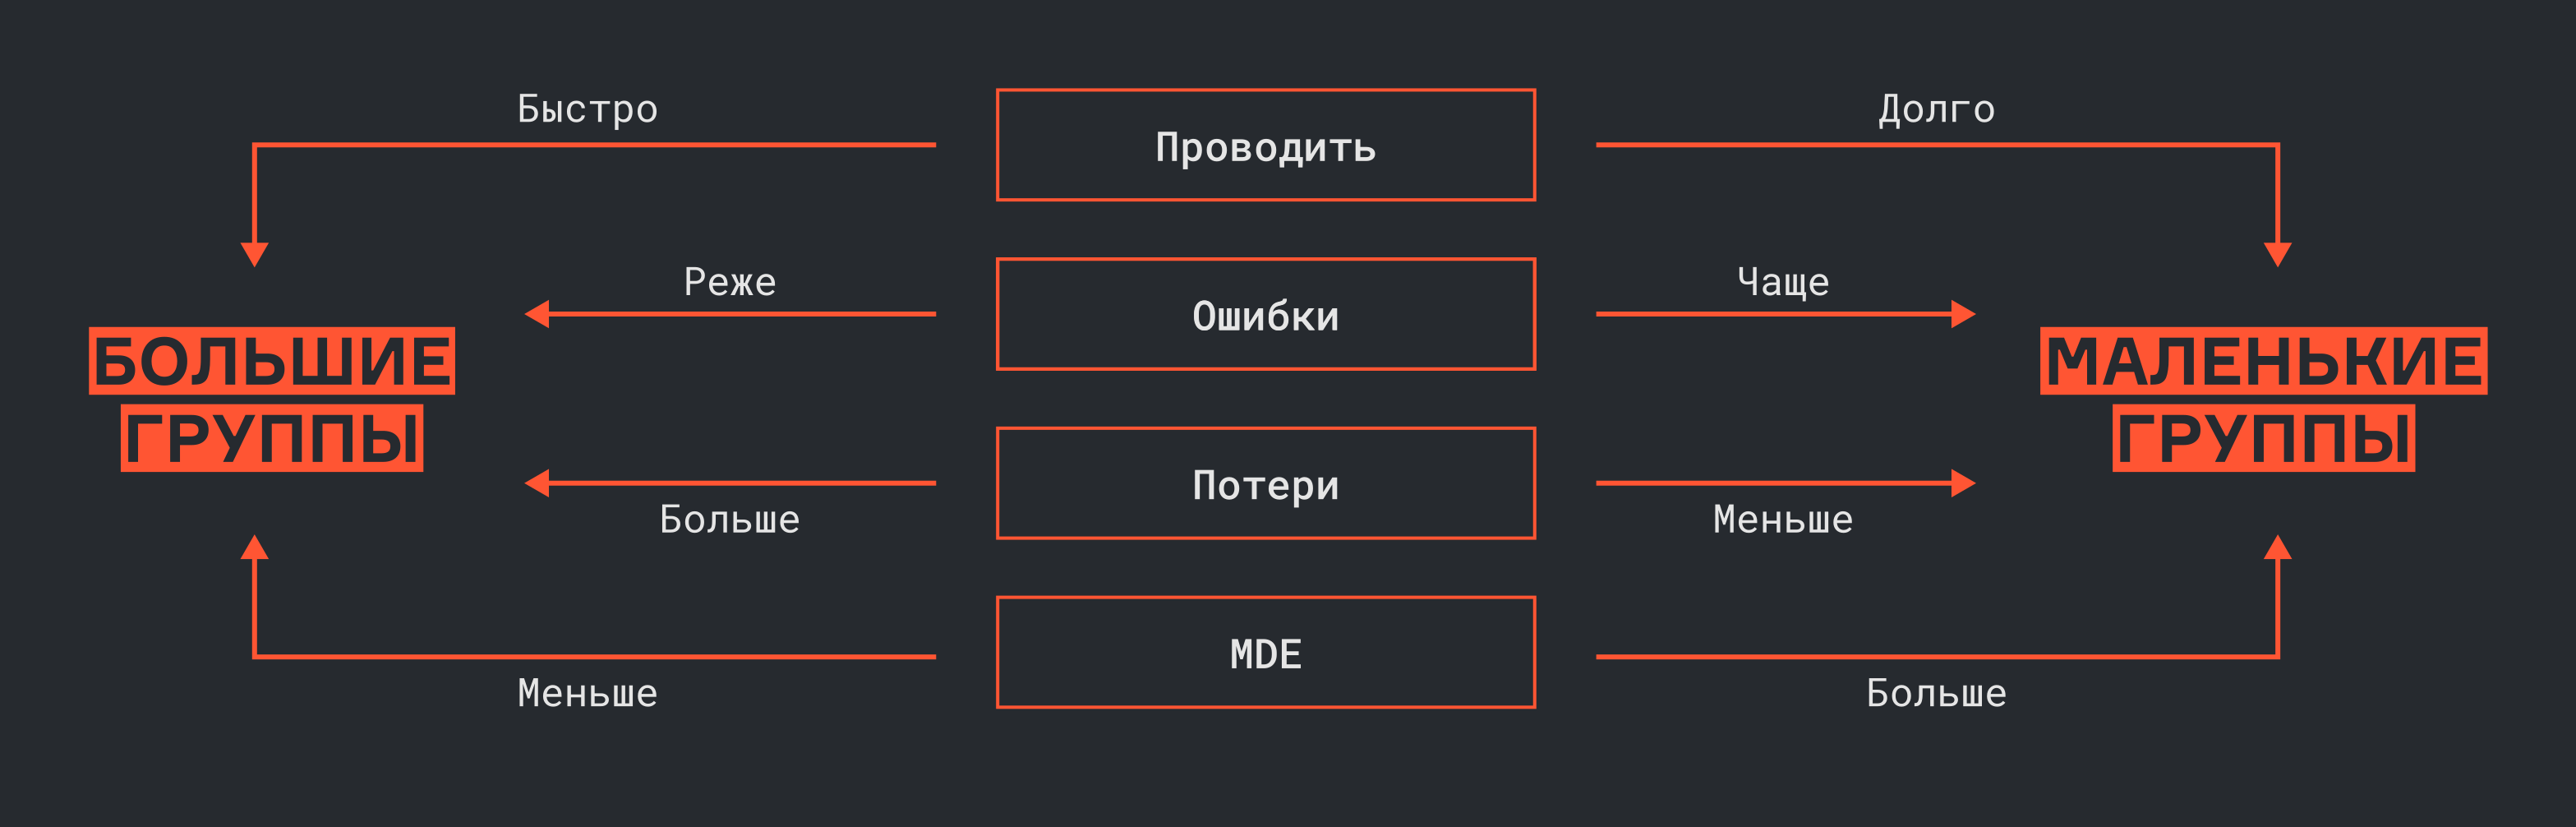 Быстро
Проводить
Долго
Реже
Ошибки
Чаще
БОЛЬШИЕ
ГРУППЫ
МАЛЕНЬКИЕ
ГРУППЫ
Потери
Больше
Меньше
MDE
Меньше
Больше